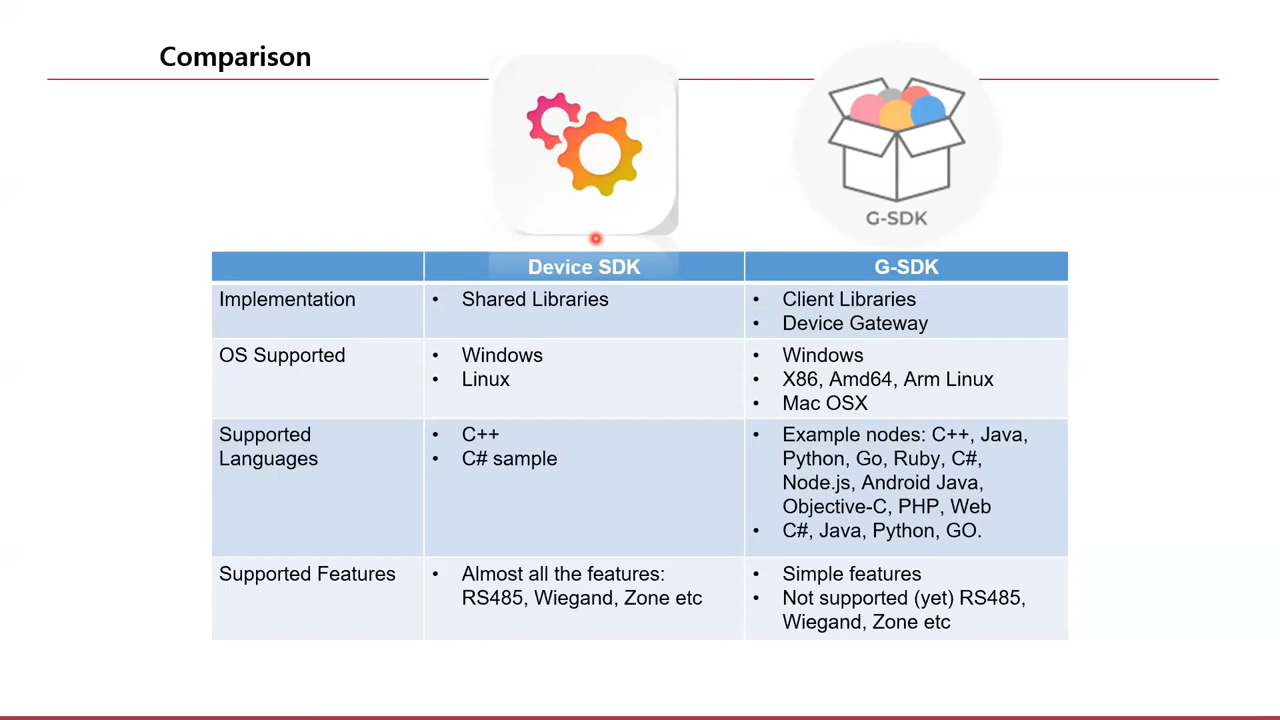 Comparison
G-SDK
Device SDK
G-SDK
Implementation
• Shared Libraries
• Client Libraries
• Device Gateway
OS Supported
• Windows
• Linux
• Windows
• X86, Amd64, Arm Linux
• Mac OSX
Supported
Languages
• C++
• C# sample
• Example nodes: C++, Java,
Python, Go, Ruby, C#,
Node.js, Android Java,
Objective-C, PHP, Web
• C#, Java, Python, GO.
Supported Features
• Almost all the features:
RS485, Wiegand, Zone etc
• Simple features
• Not supported (yet) RS485,
Wiegand, Zone etc